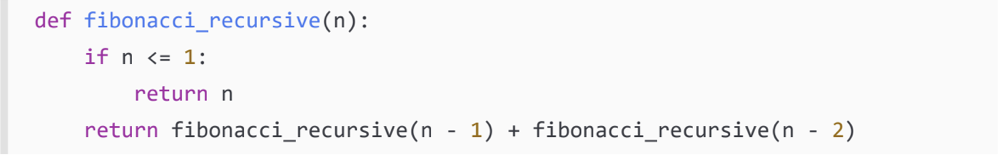 def fibonacci_recursive(n):
    if n <= 1:
        return n
    return fibonacci_recursive(n - 1) + fibonacci_recursive(n - 2)